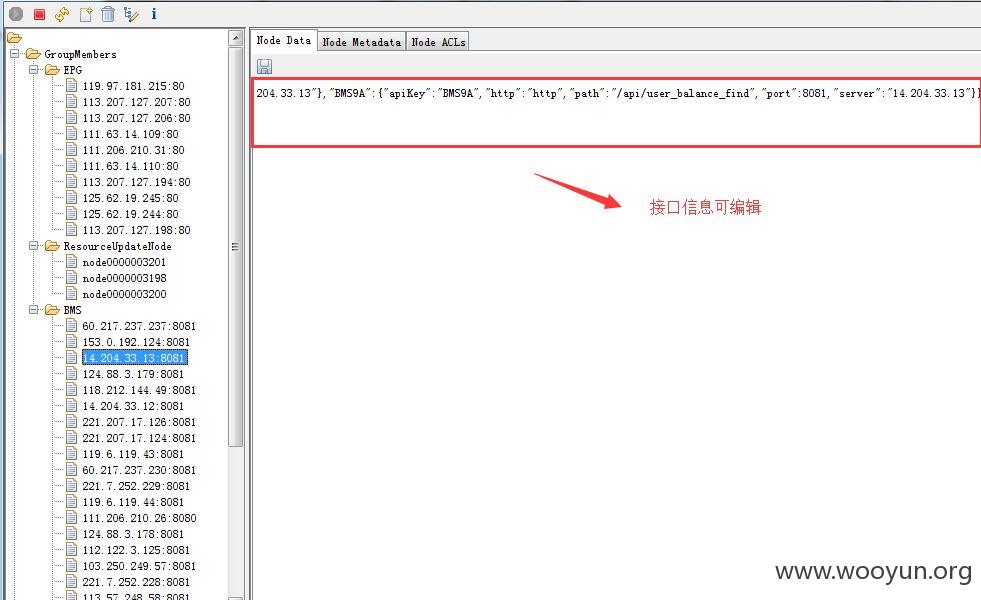 Node Data Node Metadata Node ACLs
GroupMembers
EPG
119.97.181.215:80
113.207.127.207:80
113.207.127.206:80
111.63.14.109:80
111.206.210.31:80
111.63.14.110:80
113.207.127.194:80
125.62.19.245:80
125.62.19.244:80
113.207.127.198:80
ResourceUpdateNode
node0000003201
node0000003198
node0000003200
BMS
60.217.237.237:8081
153.0.192.124:8081
14.204.33.13:8081
124.88.3.179:8081
118.212.144.49:8081
14.204.33.12:8081
221.207.17.126:8081
221.207.17.124:8081
119.6.119.43:8081
60.217.237.230:8081
221.7.252.229:8081
119.6.119.44:8081
111.206.210.26:8080
124.88.3.178:8081
112.122.3.125:8081
103.250.249.57:8081
221.7.252.228:8081
113.57.248.58:8081
204.33.13"},"BMS9A":{"apiKey":"BMS9A","http":"http","path":"/api/user_balance_find","port":8081,"server":"14.204.33.13"}}
接口信息可编辑
www.wooyun.org